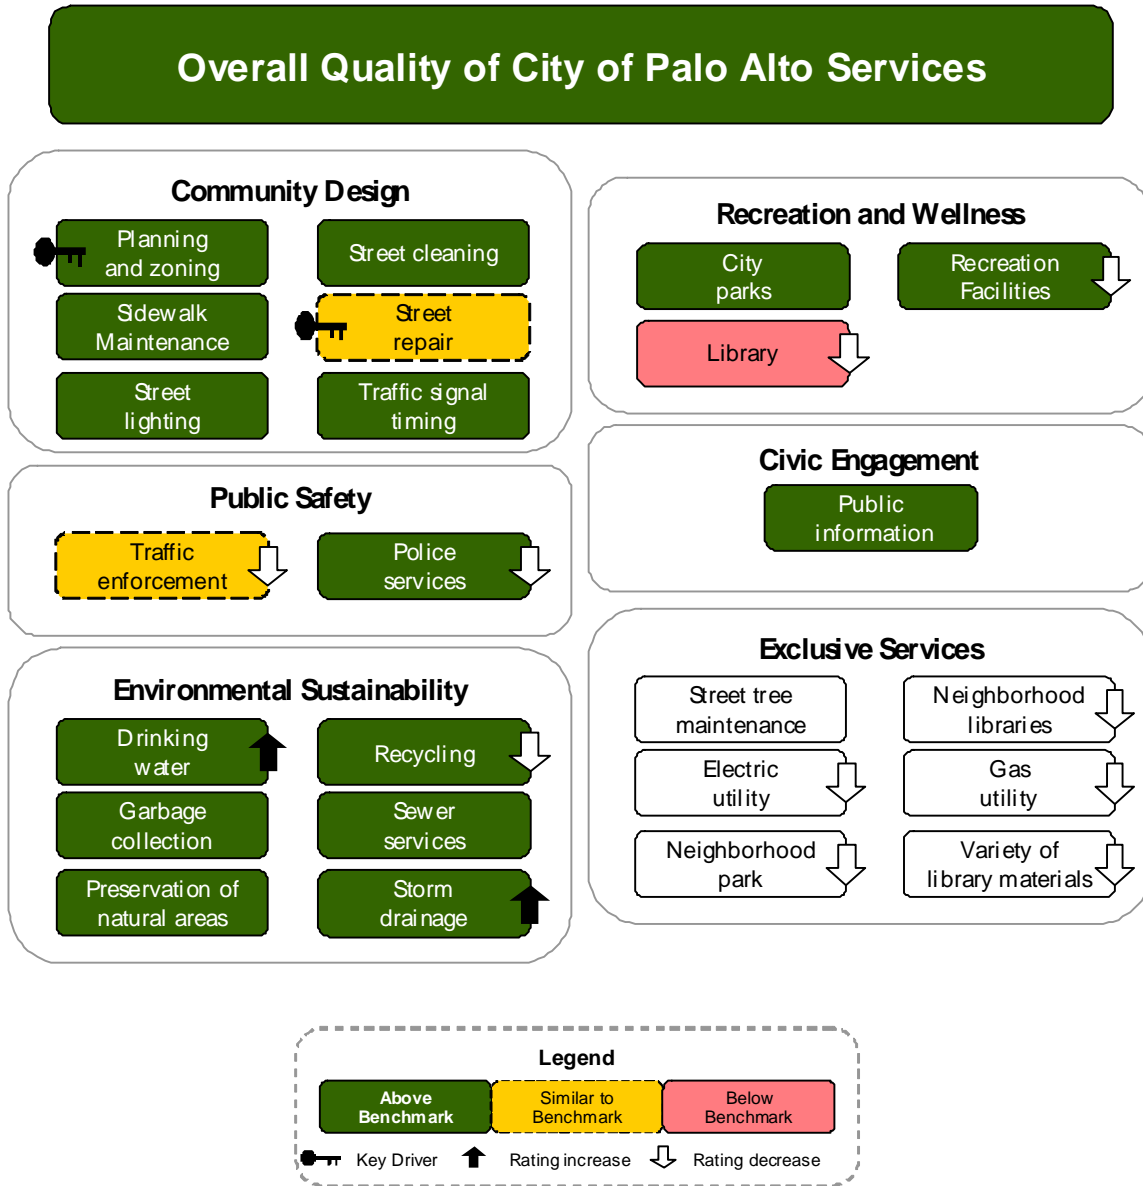 Overall Quality of City of Palo Alto Services
Community Design
Planning
and zoning
Street cleaning
Sidewalk
Maintenance
Street
repair
Street
lighting
Traffic signal
timing
Public Safety
Traffic
enforcement
Police
services
Environmental Sustainability
Drinking
water
Recycling
Garbage
collection
Sewer
services
Preservation of
natural areas
Storm
drainage
Recreation and Wellness
City
parks
Recreation
Facilities
Library
Civic Engagement
Public
information
Exclusive Services
Street tree
maintenance
Neighborhood
libraries
Electric
utility
Gas
utility
Neighborhood
park
Variety of
library materials
Legend
Above
Benchmark
Similar to
Benchmark
Below
Benchmark
Key Driver
Rating increase
Rating decrease